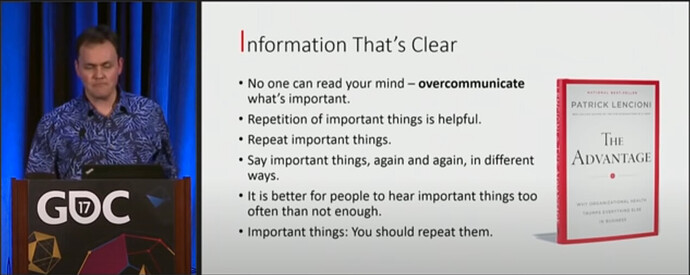 Information That's Clear
• No one can read your mind – overcommunicate
what's important.
• Repetition of important things is helpful.
• Repeat important things.
• Say important things, again and again, in different
ways.
• It is better for people to hear important things too
often than not enough.
• Important things: You should repeat them.
NATIONAL BESTSELLER
PATRICK LENCIONI
THE
ADVANTAGE
WHY ORGANIZATIONAL HEALTH
TRUMPS EVERYTHING ELSE
IN BUSINESS
GDC
17